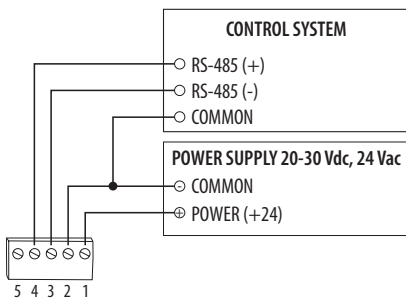 CONTROL SYSTEM
RS-485 (+)
RS-485 (-)
COMMON
POWER SUPPLY 20-30 Vdc, 24 Vac
- COMMON
+ POWER (+24)
5 4 3 2 1